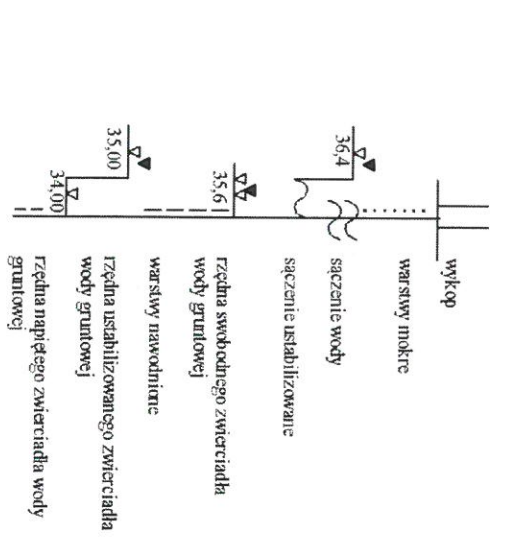 wykop
warstwy mokre
36,4
sączenie wody
sączenie ustabilizowane
35,6
rzędna swobodnego zwierciadła
wody gruntowej
warstwy nawodnione
35,00
rzędna ustabilizowanego zwierciadła
wody gruntowej
34,00
rzędna napiętego zwierciadła wody
gruntowej